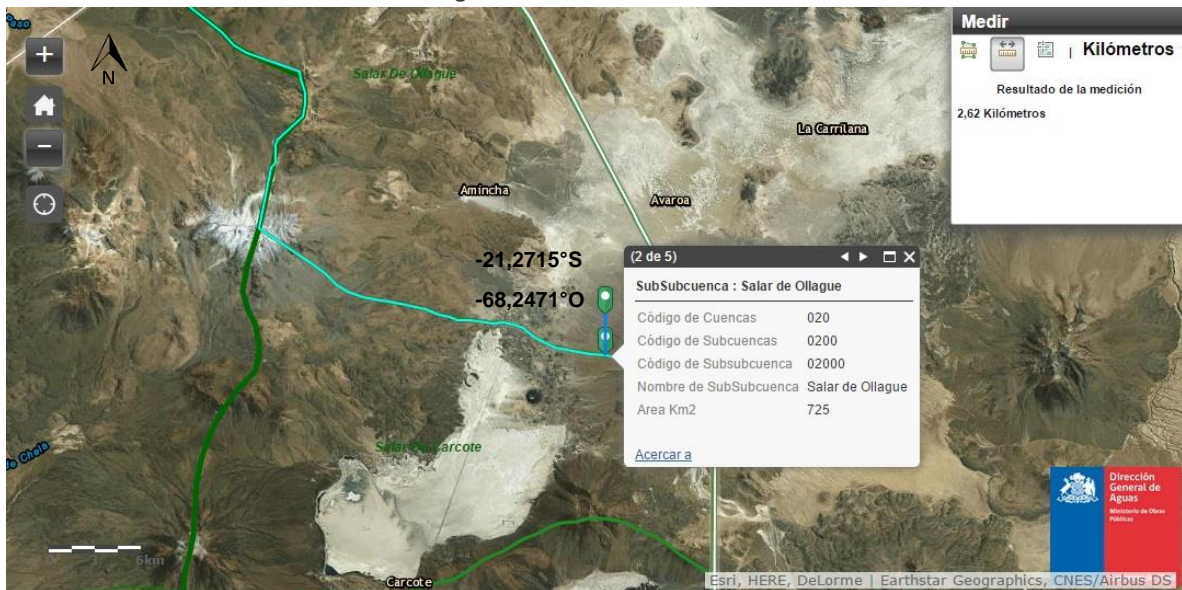 Medir
| Kilómetros
Resultado de la medición
2,62 Kilómetros
N
Salar De Ollague
La Carrilana
Amincha
Avaroa
-21,2715°S
-68,2471°O
(2 de 5)
SubSubcuenca : Salar de Ollague
Código de Cuencas 020
Código de Subcuencas 0200
Código de Subsubcuenca 02000
Nombre de SubSubcuenca Salar de Ollague
Area Km2 725
Acercar a
Carcote
6km
Carcote
Dirección
General de
Aguas
Ministerio de Obras
Públicas
Esri, HERE, DeLorme | Earthstar Geographics, CNES/Airbus DS